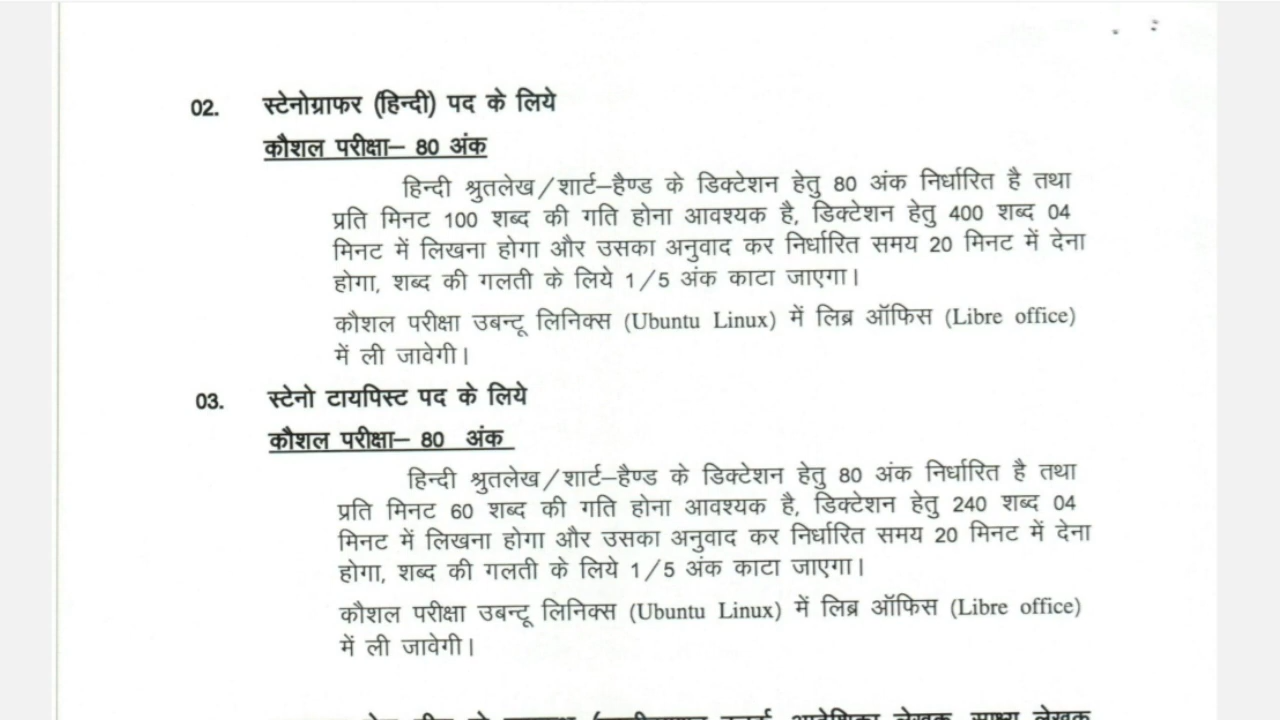 02. स्टेनोग्राफर (हिन्दी) पद के लिये
कौशल परीक्षा– 80 अंक
हिन्दी श्रुतलेख/शार्ट–हैण्ड के डिक्टेशन हेतु 80 अंक निर्धारित है तथा
प्रति मिनट 100 शब्द की गति होना आवश्यक है, डिक्टेशन हेतु 400 शब्द 04
मिनट में लिखना होगा और उसका अनुवाद कर निर्धारित समय 20 मिनट में देना
होगा, शब्द की गलती के लिये 1/5 अंक काटा जाएगा।
कौशल परीक्षा उबन्टू लिनिक्स (Ubuntu Linux) में लिब्र ऑफिस (Libre office)
में ली जावेगी।
03. स्टेनो टायपिस्ट पद के लिये
कौशल परीक्षा– 80 अंक
हिन्दी श्रुतलेख/शार्ट–हैण्ड के डिक्टेशन हेतु 80 अंक निर्धारित है तथा
प्रति मिनट 60 शब्द की गति होना आवश्यक है, डिक्टेशन हेतु 240 शब्द 04
मिनट में लिखना होगा और उसका अनुवाद कर निर्धारित समय 20 मिनट में देना
होगा, शब्द की गलती के लिये 1/5 अंक काटा जाएगा।
कौशल परीक्षा उबन्टू लिनिक्स (Ubuntu Linux) में लिब्र ऑफिस (Libre office)
में ली जावेगी।
आदेशिका लेखक, साक्ष्य लेखक